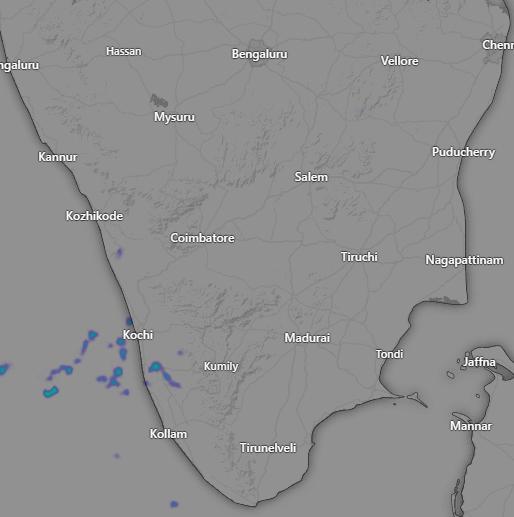 Hassan
Bengaluru
Chenn
ngaluru
Vellore
Mysuru
Kannur
Puducherry
Salem
Kozhikode
Coimbatore
Tiruchi
Nagapattinam
Kochi
Madurai
Tondi
Kumily
Jaffna
Kollam
Mannar
Tirunelveli